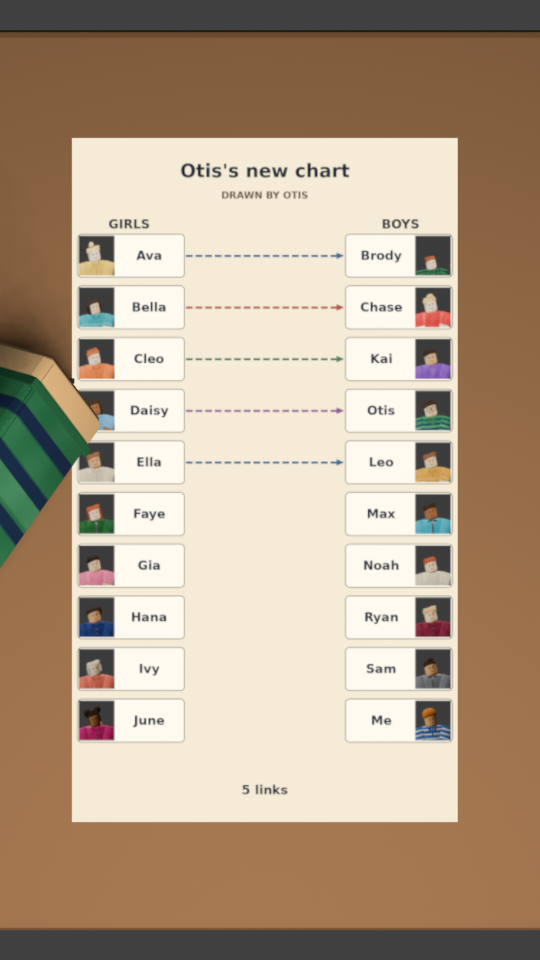 Otis's new chart
DRAWN BY OTIS
GIRLS BOYS
Ava Brody
Bella Chase
Cleo Kai
Daisy Otis
Ella Leo
Faye Max
Gia Noah
Hana Ryan
Ivy Sam
June Me
5 links